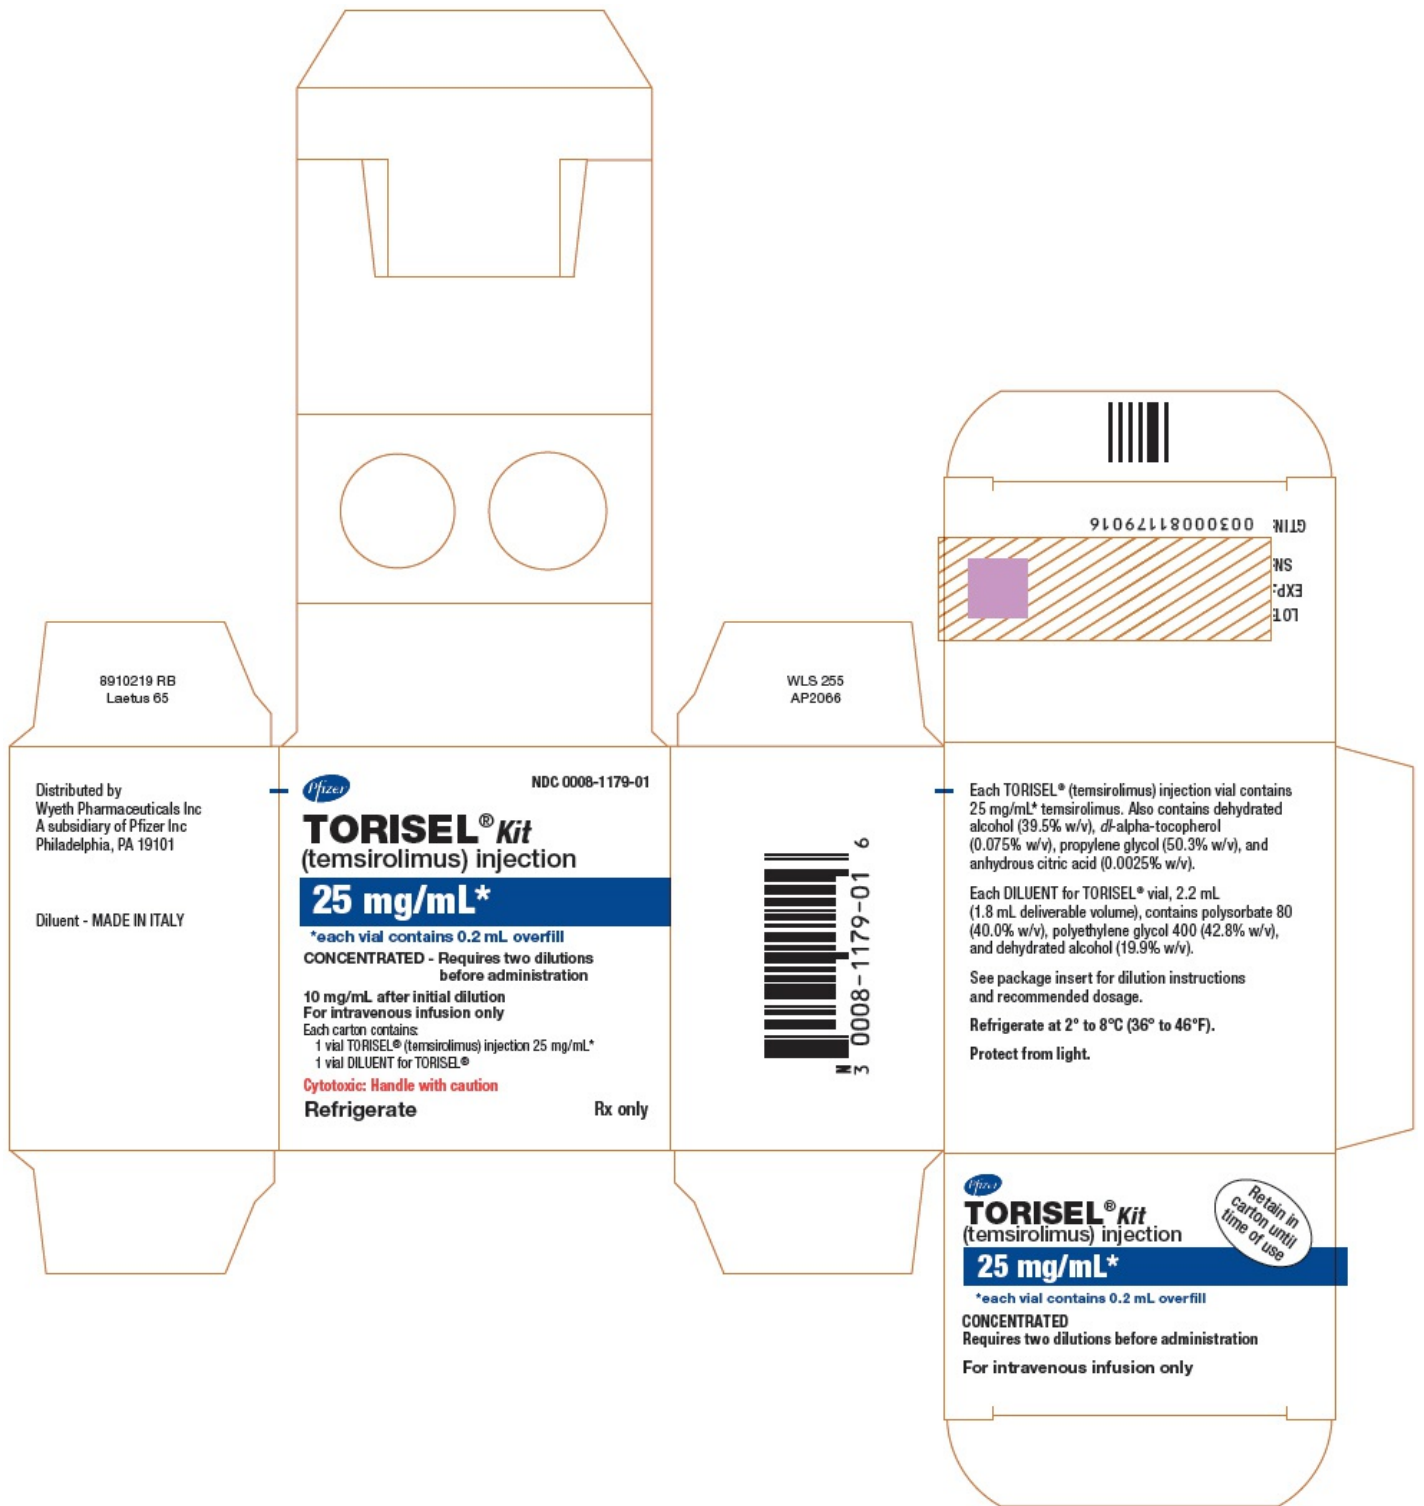 8910219 RB
Laetus 65
Distributed by
Wyeth Pharmaceuticals Inc
A subsidiary of Pfizer Inc
Philadelphia, PA 19101
Diluent - MADE IN ITALY
Pfizer
NDC 0008-1179-01
TORISEL® Kit
(temsirolimus) injection
25 mg/mL*
*each vial contains 0.2 mL overfill
CONCENTRATED - Requires two dilutions
before administration
10 mg/mL after initial dilution
For intravenous infusion only
Each carton contains:
1 vial TORISEL® (temsirolimus) injection 25 mg/mL*
1 vial DILUENT for TORISEL®
Cytotoxic: Handle with caution
Refrigerate
Rx only
WLS 255
AP2066
N
3 0008-1179-01 6
GTIN: 00300081179016
SN:
EXP:
LOT:
Each TORISEL® (temsirolimus) injection vial contains
25 mg/mL* temsirolimus. Also contains dehydrated
alcohol (39.5% w/v), dl-alpha-tocopherol
(0.075% w/v), propylene glycol (50.3% w/v), and
anhydrous citric acid (0.0025% w/v).
Each DILUENT for TORISEL® vial, 2.2 mL
(1.8 mL deliverable volume), contains polysorbate 80
(40.0% w/v), polyethylene glycol 400 (42.8% w/v),
and dehydrated alcohol (19.9% w/v).
See package insert for dilution instructions
and recommended dosage.
Refrigerate at 2° to 8°C (36° to 46°F).
Protect from light.
Pfizer
TORISEL® Kit
(temsirolimus) injection
Retain in
carton until
time of use
25 mg/mL*
*each vial contains 0.2 mL overfill
CONCENTRATED
Requires two dilutions before administration
For intravenous infusion only